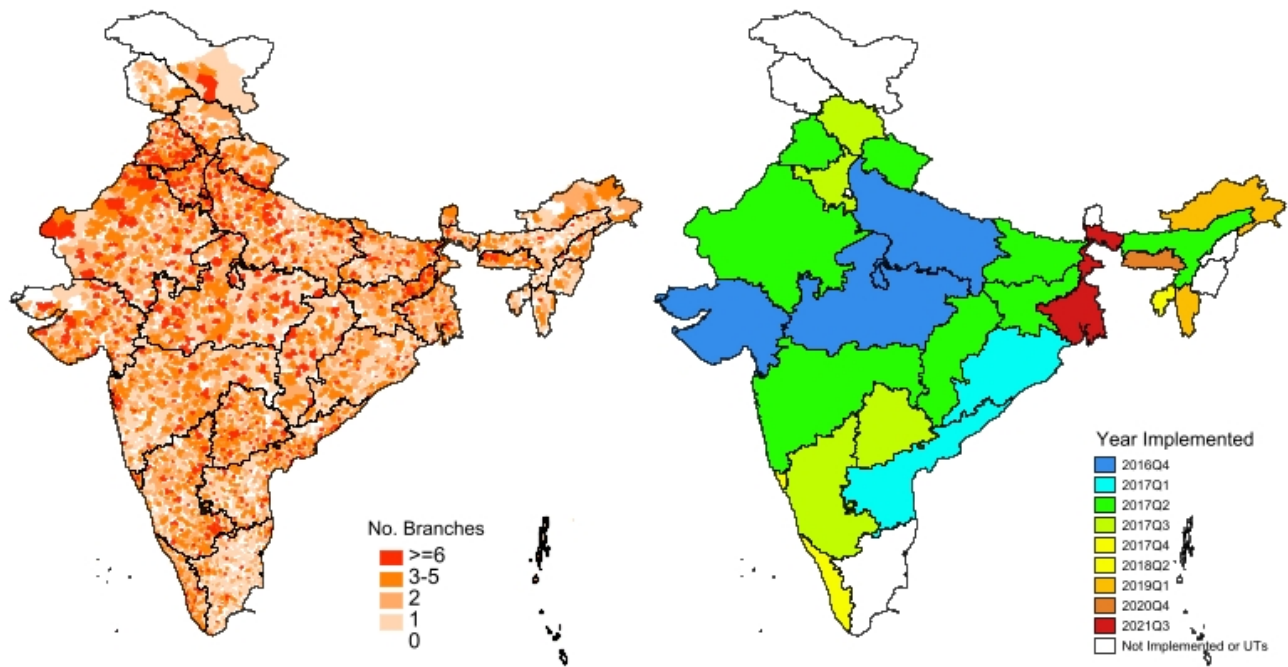 No. Branches
>=6
3-5
2
1
0
Year Implemented
2016Q4
2017Q1
2017Q2
2017Q3
2017Q4
2018Q2
2019Q1
2020Q4
2021Q3
Not Implemented or UTs